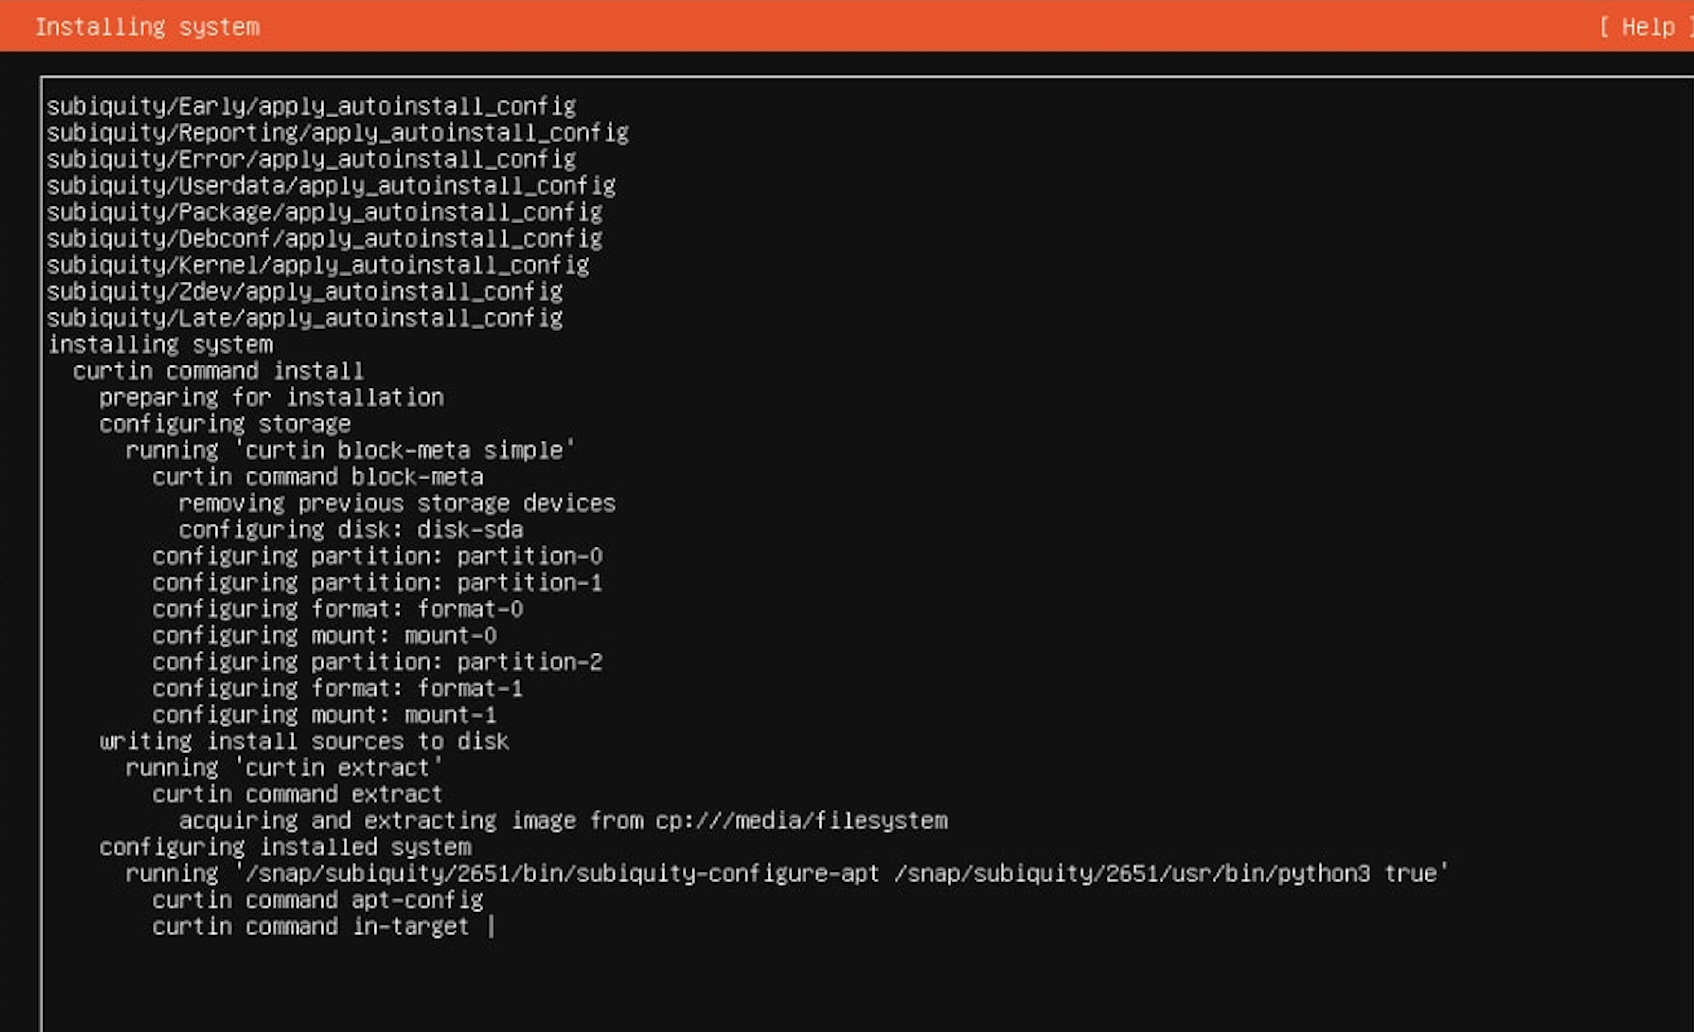 Installing system
[ Help ]
subiquity/Early/apply_autoinstall_config
subiquity/Reporting/apply_autoinstall_config
subiquity/Error/apply_autoinstall_config
subiquity/Userdata/apply_autoinstall_config
subiquity/Package/apply_autoinstall_config
subiquity/Debconf/apply_autoinstall_config
subiquity/Kernel/apply_autoinstall_config
subiquity/Zdev/apply_autoinstall_config
subiquity/Late/apply_autoinstall_config
installing system
curtin command install
preparing for installation
configuring storage
running 'curtin block-meta simple'
curtin command block-meta
removing previous storage devices
configuring disk: disk-sda
configuring partition: partition-0
configuring partition: partition-1
configuring format: format-0
configuring mount: mount-0
configuring partition: partition-2
configuring format: format-1
configuring mount: mount-1
writing install sources to disk
running 'curtin extract'
curtin command extract
acquiring and extracting image from cp:///media/filesystem
configuring installed system
running '/snap/subiquity/2651/bin/subiquity-configure-apt /snap/subiquity/2651/usr/bin/python3 true'
curtin command apt-config
curtin command in-target |